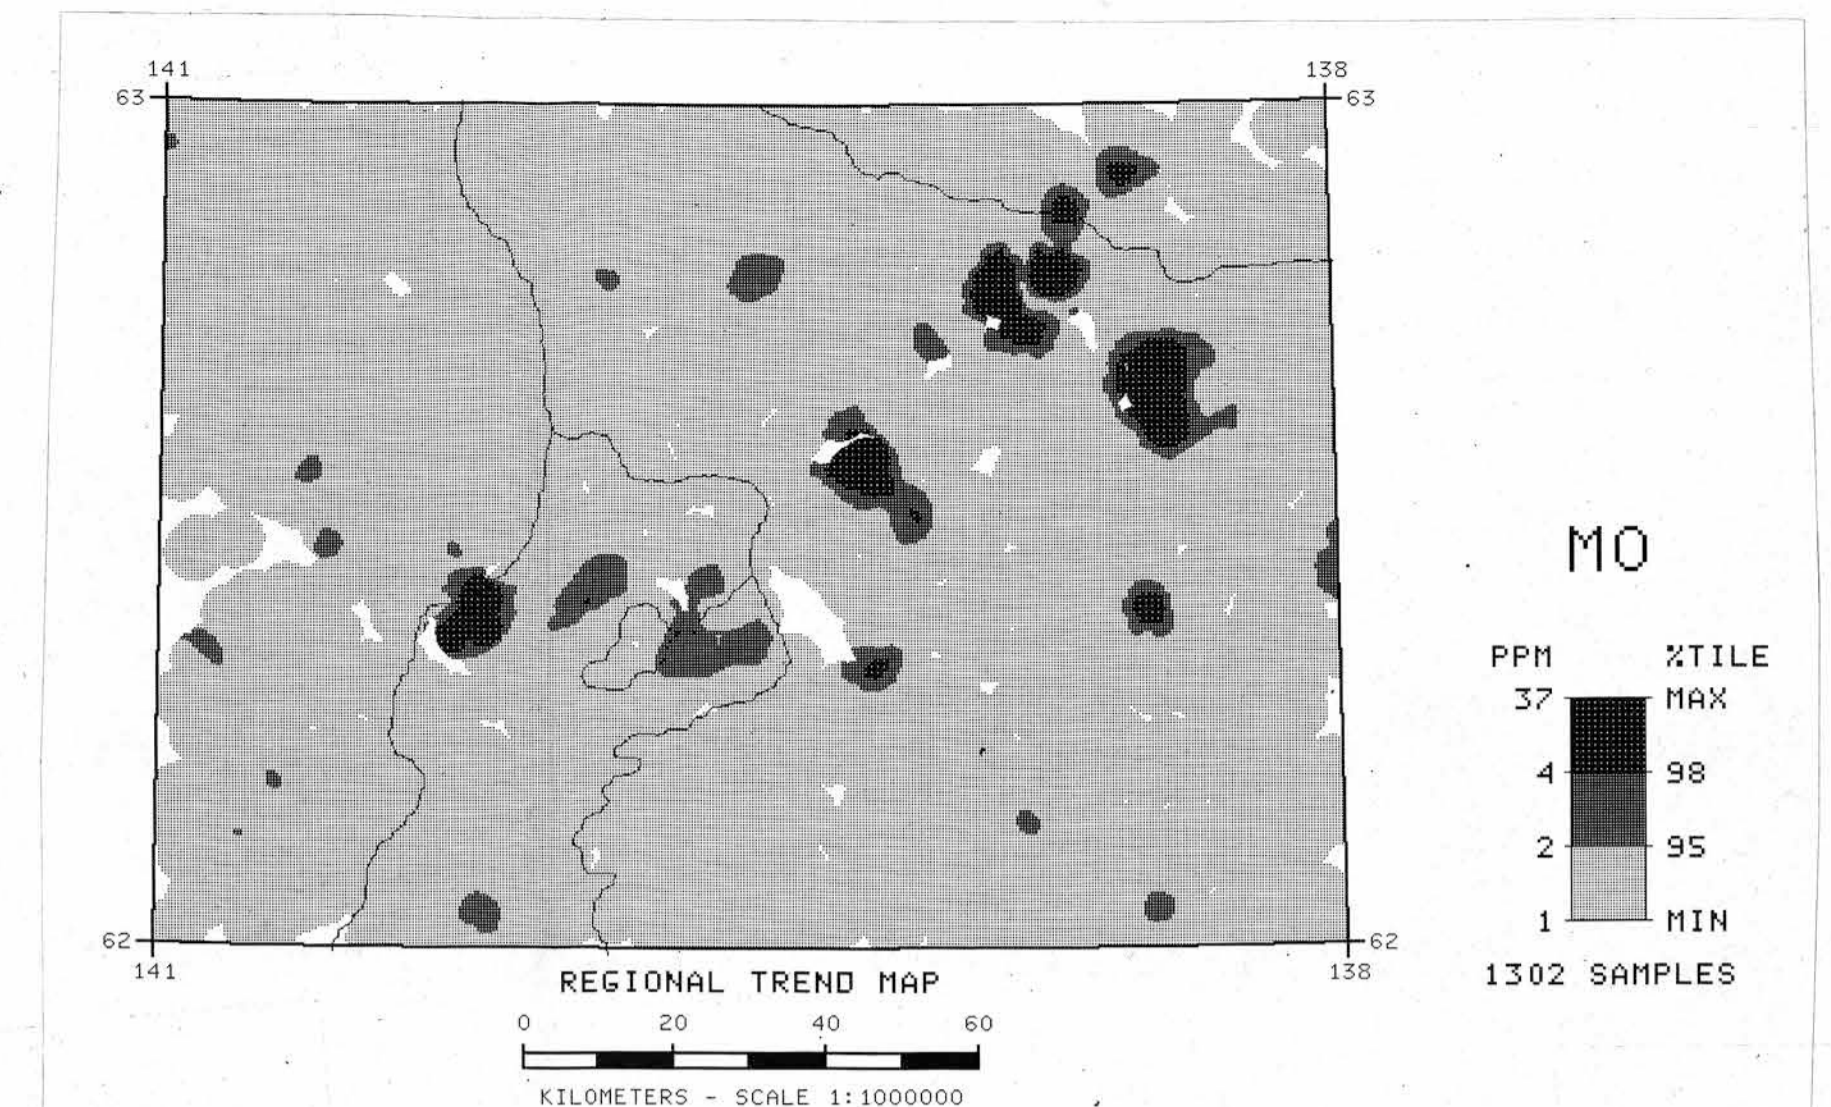 141 138
63 63
MO
PPM %TILE
37 MAX
4 98
2 95
1 MIN
62 62
141 138
REGIONAL TREND MAP
1302 SAMPLES
0 20 40 60
KILOMETERS - SCALE 1:1000000